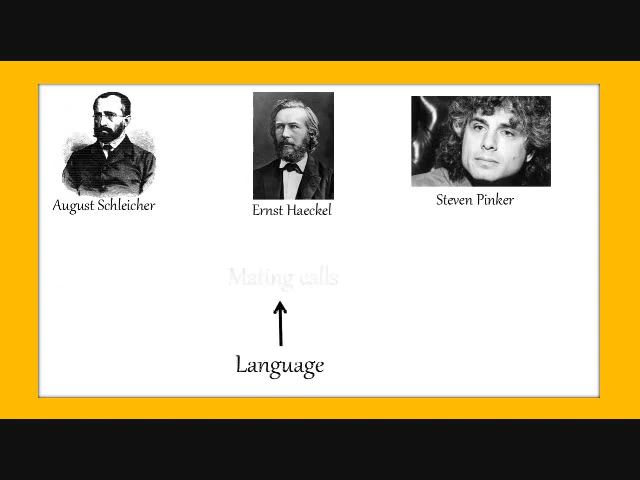 August Schleicher
Ernst Haeckel
Steven Pinker
Mating calls
Language